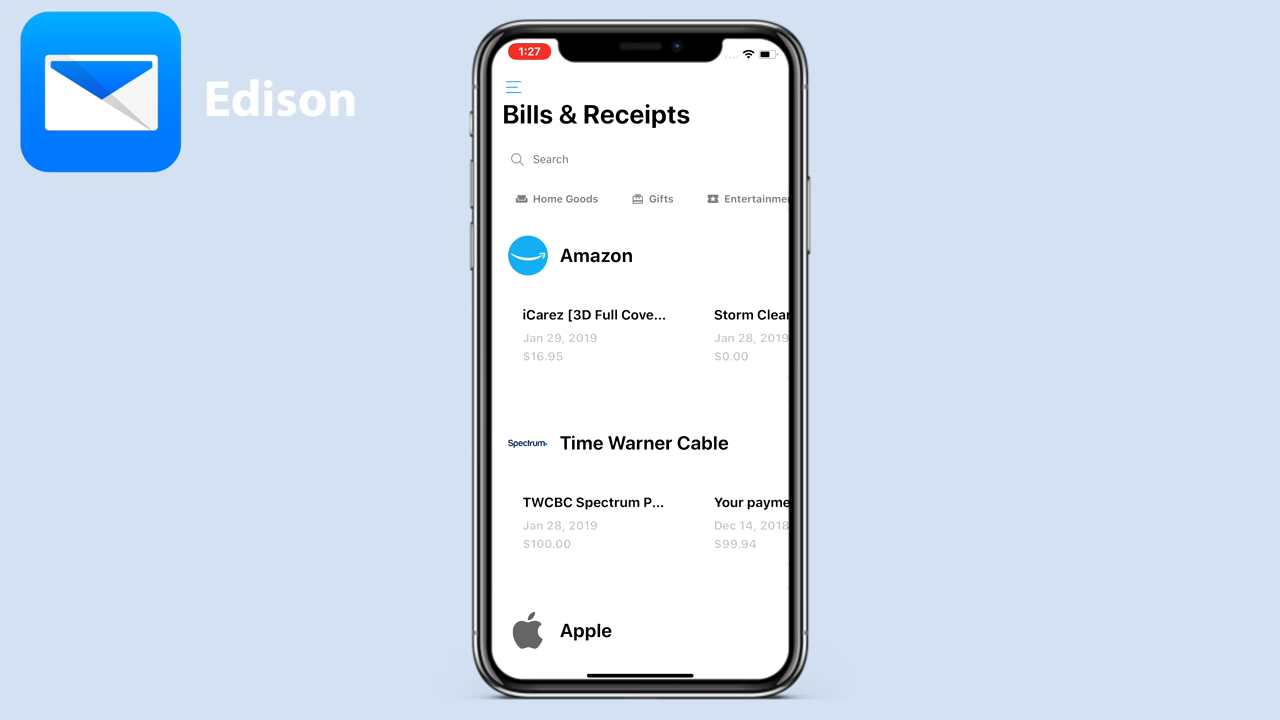 Edison
1:27
Bills & Receipts
Search
Home Goods Gifts Entertainme
Amazon
iCarez [3D Full Cove... Storm Clear
Jan 29, 2019 Jan 28, 2019
$16.95 $0.00
Spectrum Time Warner Cable
TWCBC Spectrum P... Your payme
Jan 28, 2019 Dec 14, 2018
$100.00 $99.94
Apple